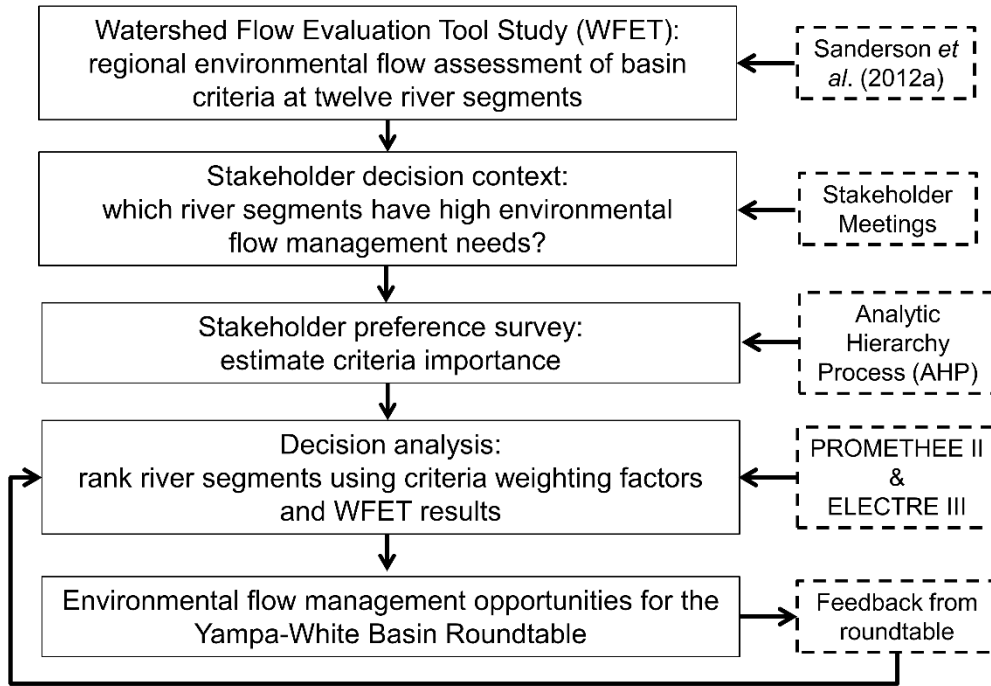 Watershed Flow Evaluation Tool Study (WFET):
regional environmental flow assessment of basin
criteria at twelve river segments
Sanderson et
al. (2012a)
Stakeholder decision context:
which river segments have high environmental
flow management needs?
Stakeholder
Meetings
Stakeholder preference survey:
estimate criteria importance
Analytic
Hierarchy
Process (AHP)
Decision analysis:
rank river segments using criteria weighting factors
and WFET results
PROMETHEE II
&
ELECTRE III
Environmental flow management opportunities for the
Yampa-White Basin Roundtable
Feedback from
roundtable